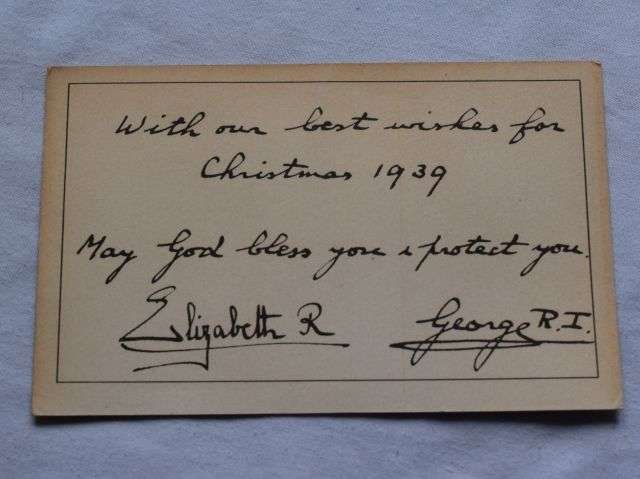 With our best wishes for
Christmas 1939
May God bless you & protect you.
Elizabeth R George R.I.